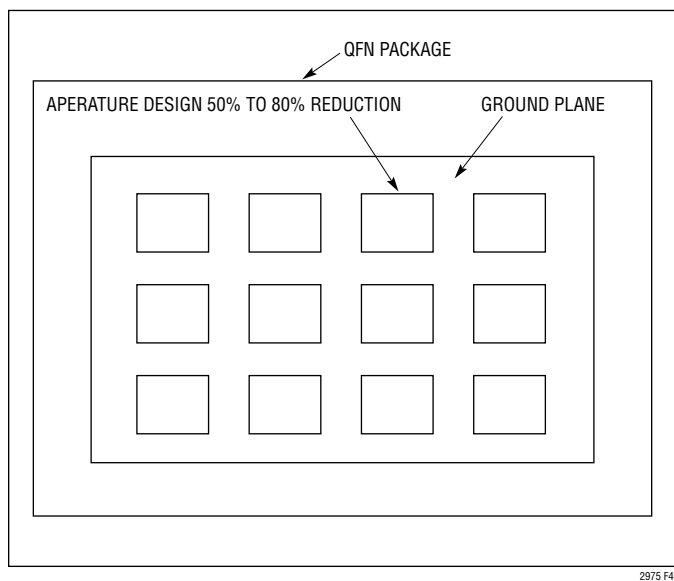 QFN PACKAGE
APERATURE DESIGN 50% TO 80% REDUCTION
GROUND PLANE
2975 F4